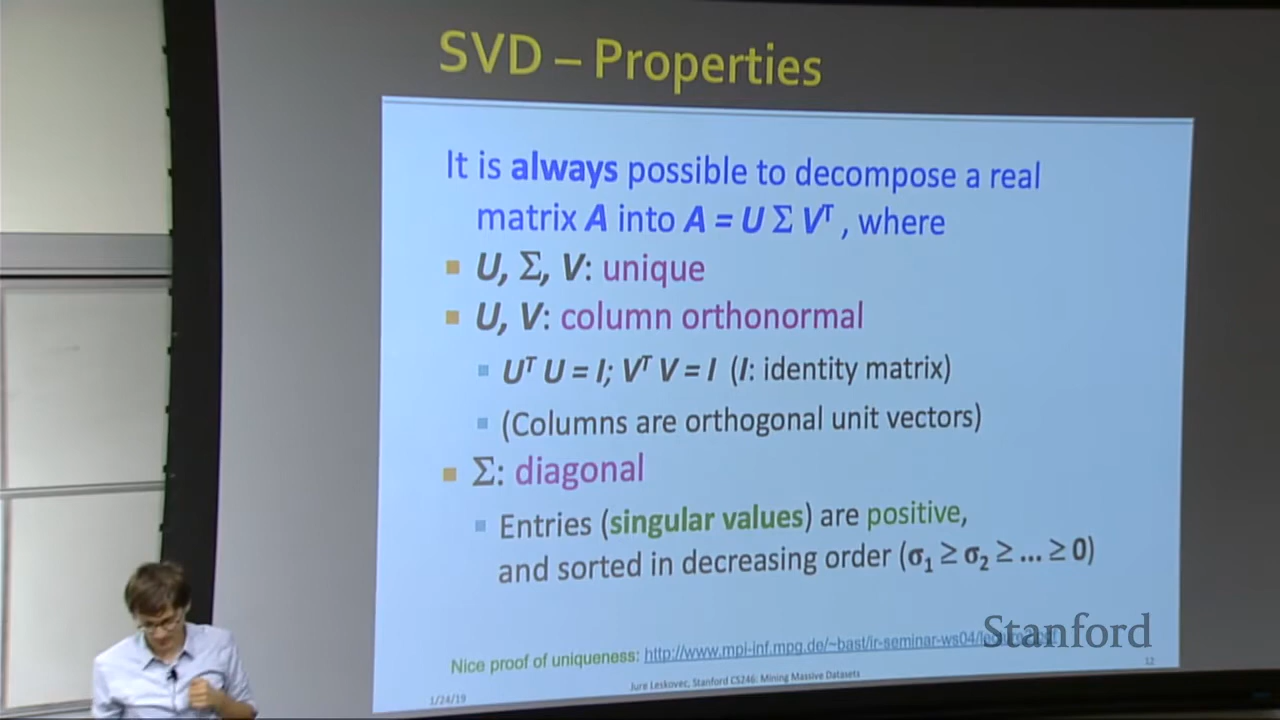 SVD – Properties
It is always possible to decompose a real
matrix A into A = U Σ Vᵀ , where
U, Σ, V: unique
U, V: column orthonormal
Uᵀ U = I; Vᵀ V = I (I: identity matrix)
(Columns are orthogonal unit vectors)
Σ: diagonal
Entries (singular values) are positive,
and sorted in decreasing order (σ₁ ≥ σ₂ ≥ ... ≥ 0)
Stanford
Nice proof of uniqueness: http://www.mpi-inf.mpg.de/~bast/ir-seminar-ws04/
Jure Leskovec, Stanford CS246: Mining Massive Datasets
1/24/19
12